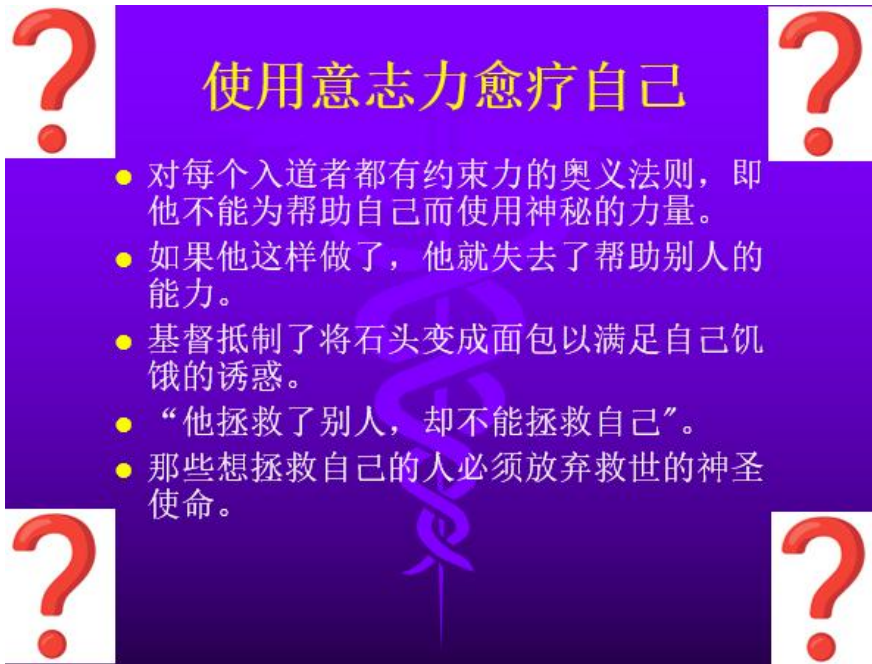 使用意志力愈疗自己
对每个入道者都有约束力的奥义法则，即
他不能为帮助自己而使用神秘的力量。
如果他这样做了，他就失去了帮助别人的
能力。
基督抵制了将石头变成面包以满足自己饥
饿的诱惑。
“他拯救了别人，却不能拯救自己"。
那些想拯救自己的人必须放弃救世的神圣
使命。